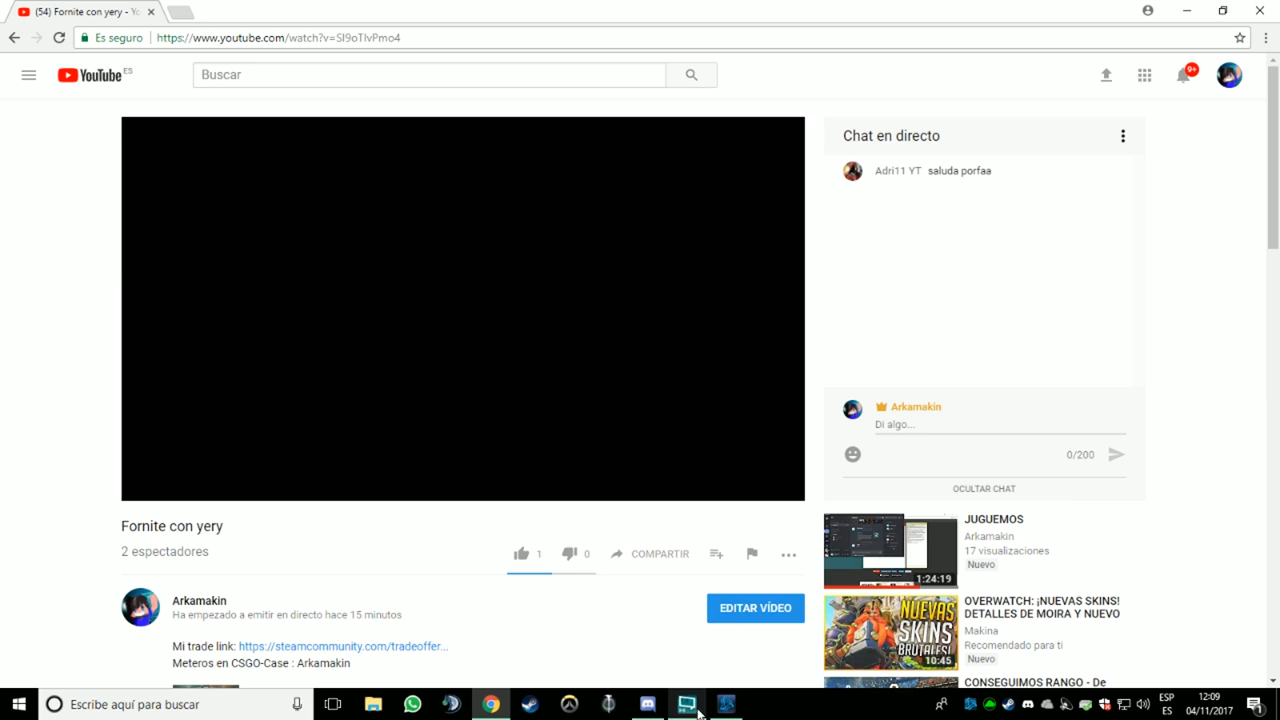 (54) Fornite con yery - Yo
Es seguro
https://www.youtube.com/watch?v=SI9oTIvPmo4
YouTube ES
Buscar
9+
Chat en directo
Adri11 YT saluda porfaa
Arkamakin
Di algo...
0/200
OCULTAR CHAT
Fornite con yery
2 espectadores
1
0
COMPARTIR
Arkamakin
Ha empezado a emitir en directo hace 15 minutos
EDITAR VÍDEO
Mi trade link: https://steamcommunity.com/tradeoffer...
Meteros en CSGO-Case : Arkamakin
JUGUEMOS
Arkamakin
17 visualizaciones
Nuevo
1:24:19
OVERWATCH: ¡NUEVAS SKINS!
DETALLES DE MOIRA Y NUEVO
Makina
Recomendado para ti
Nuevo
NUEVAS
SKINS
BRUTALES!
10:45
CONSEGUIMOS RANGO - De
Escribe aquí para buscar
ESP
ES
12:09
04/11/2017
1